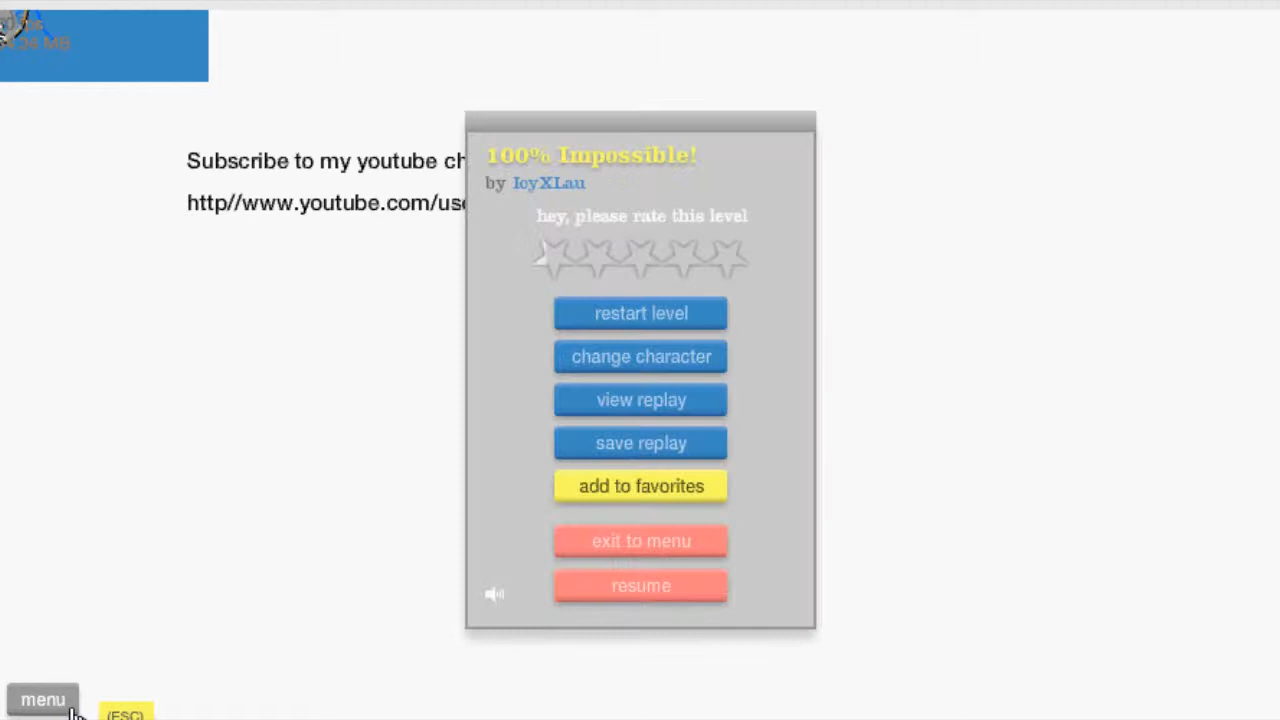 MB
Subscribe to my youtube ch
http//www.youtube.com/use
100% Impossible!
by IcyXLau
hey, please rate this level
restart level
change character
view replay
save replay
add to favorites
exit to menu
resume
menu
(ESC)